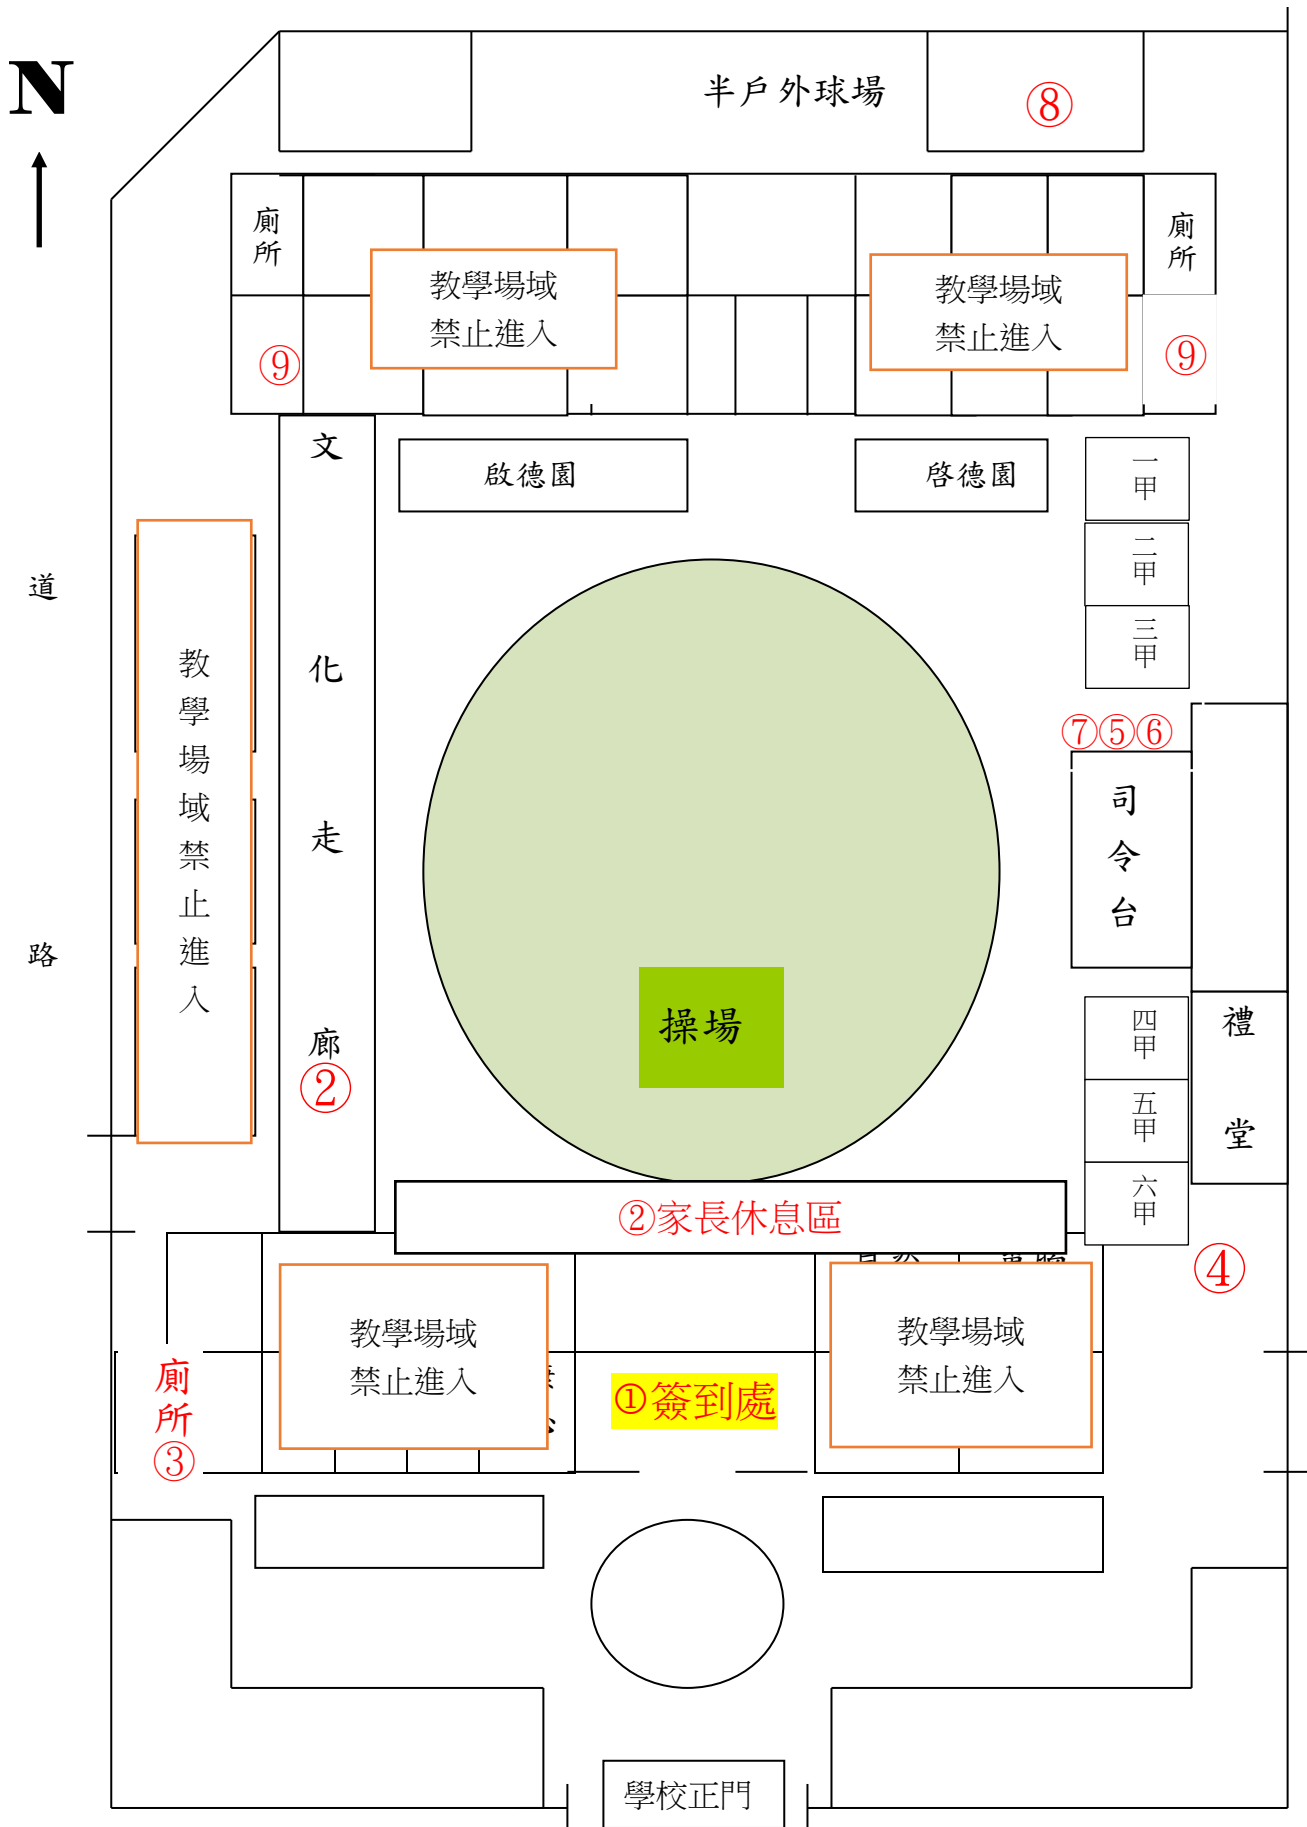 N
半戶外球場
⑧
廁所
廁所
教學場域
禁止進入
教學場域
禁止進入
⑨
⑨
文化走廊
②
啟德園
啓德園
一甲
二甲
三甲
道路
教學場域禁止進入
⑦⑤⑥
司令台
操場
四甲
五甲
六甲
禮堂
②家長休息區
④
教學場域
禁止進入
教學場域
禁止進入
①簽到處
廁所
③
學校正門